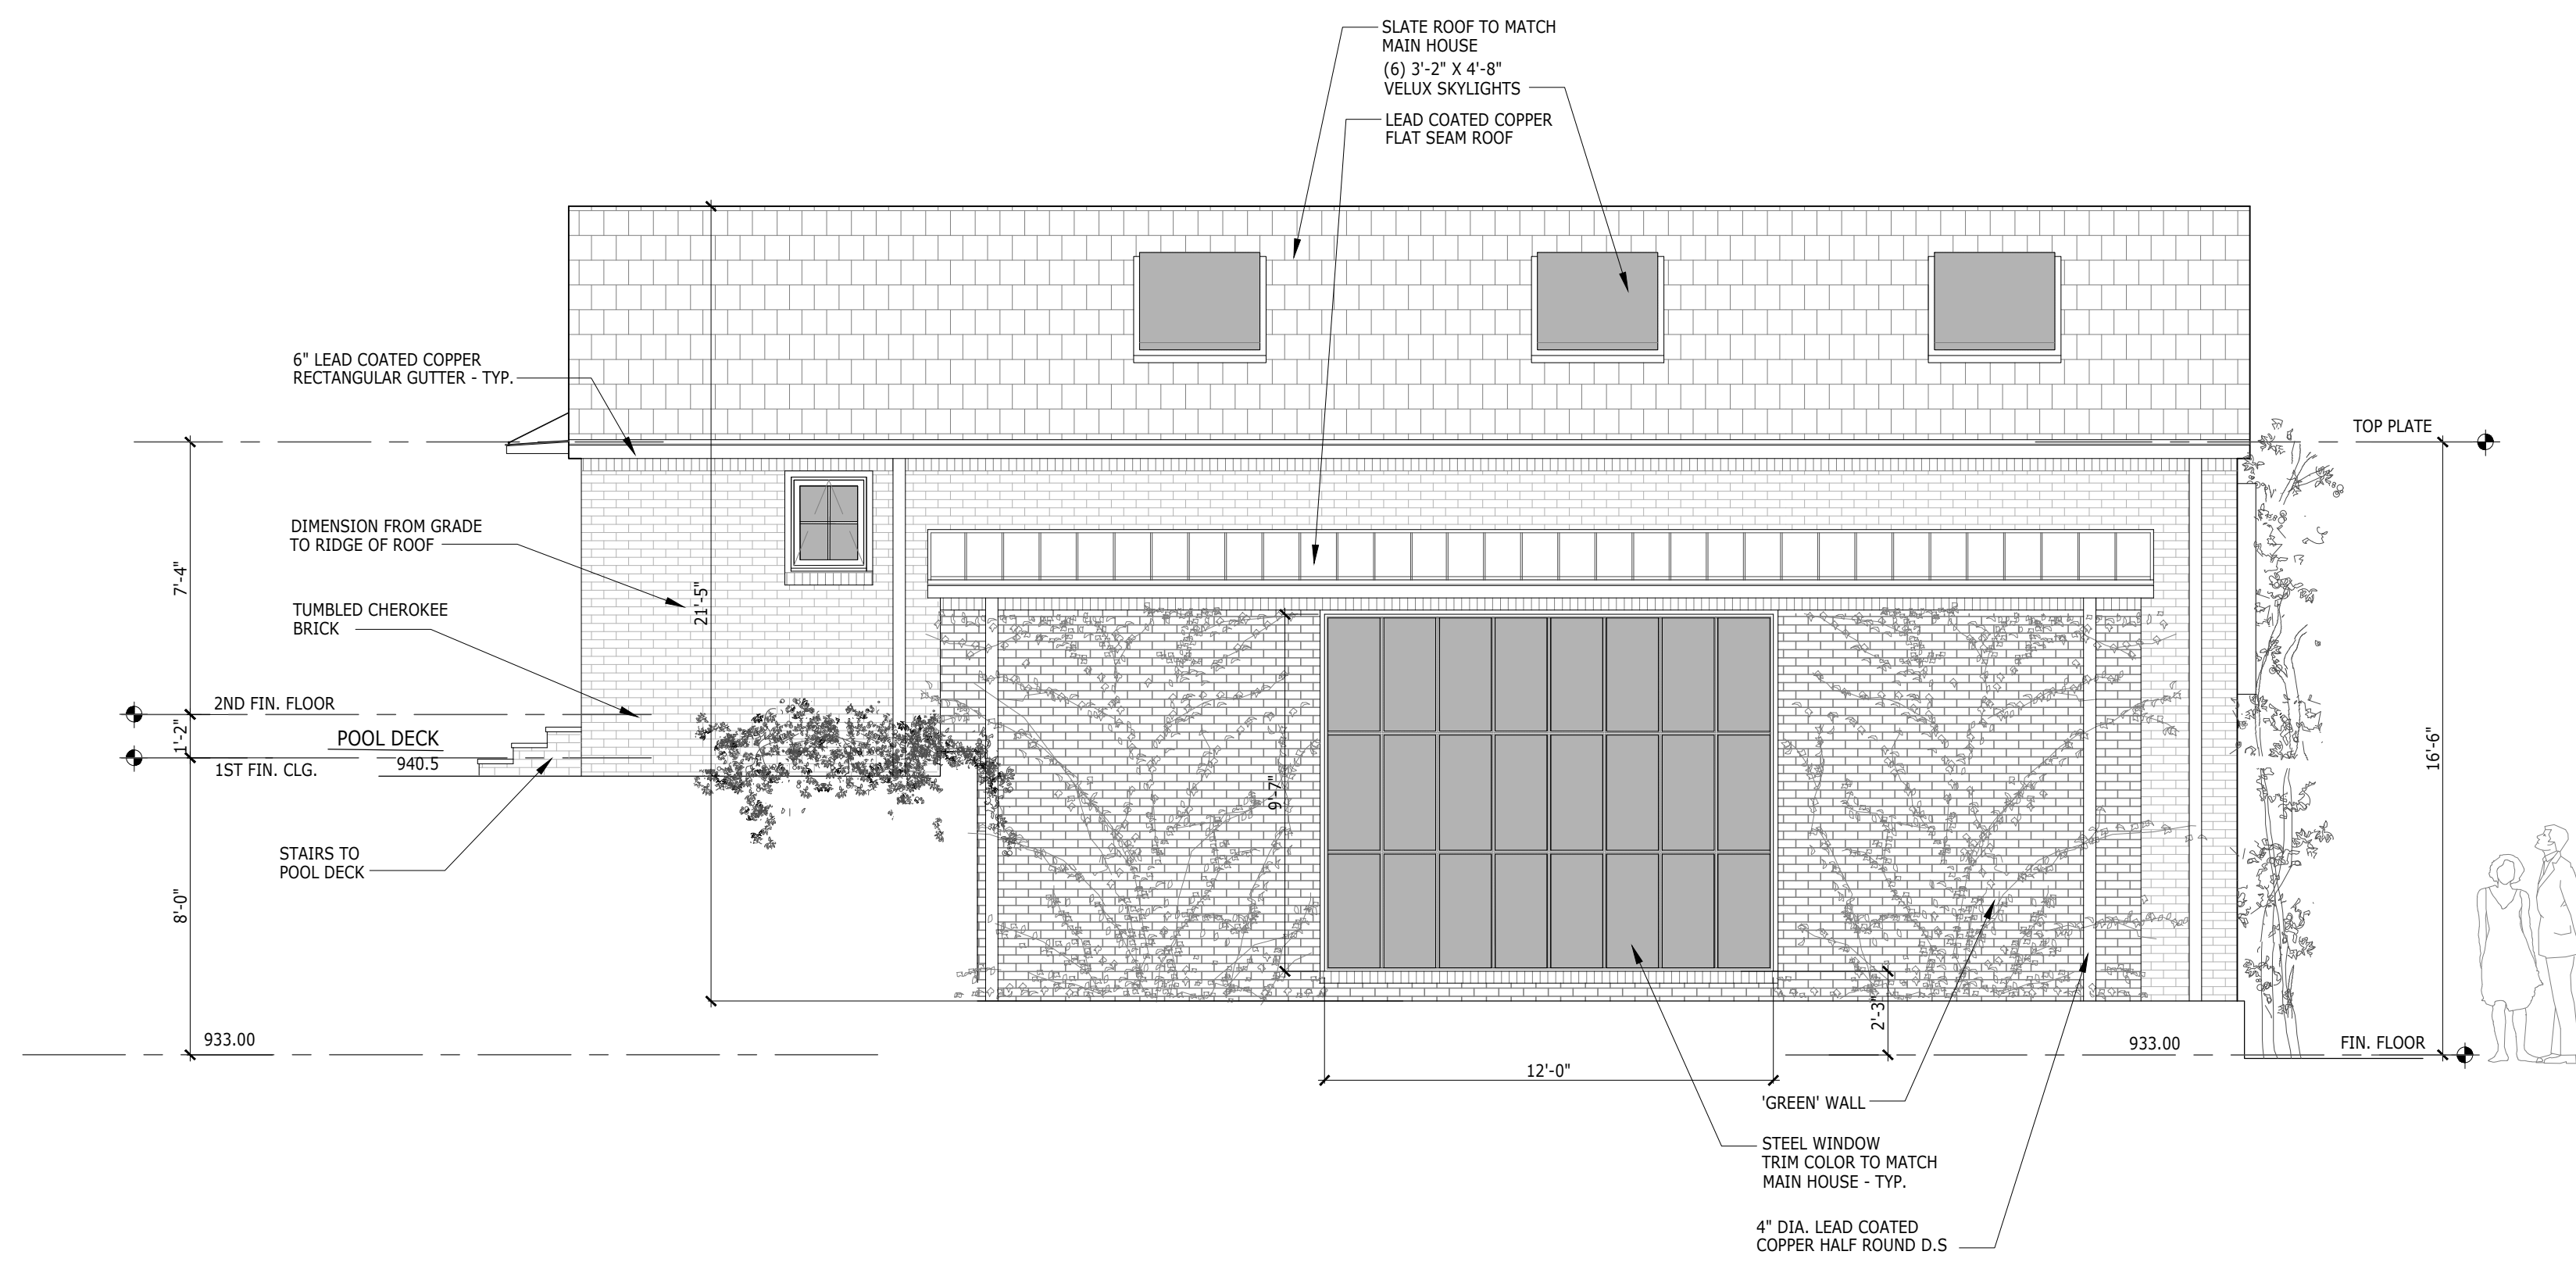 SLATE ROOF TO MATCH
MAIN HOUSE
(6) 3'-2" X 4'-8"
VELUX SKYLIGHTS
LEAD COATED COPPER
FLAT SEAM ROOF
6" LEAD COATED COPPER
RECTANGULAR GUTTER - TYP.
TOP PLATE
DIMENSION FROM GRADE
TO RIDGE OF ROOF
7'-4"
21'-5"
TUMBLED CHEROKEE
BRICK
2ND FIN. FLOOR
1'-2"
POOL DECK
940.5
1ST FIN. CLG.
16'-6"
9'-7"
STAIRS TO
POOL DECK
8'-0"
2'-3"
933.00
933.00
FIN. FLOOR
12'-0"
'GREEN' WALL
STEEL WINDOW
TRIM COLOR TO MATCH
MAIN HOUSE - TYP.
4" DIA. LEAD COATED
COPPER HALF ROUND D.S